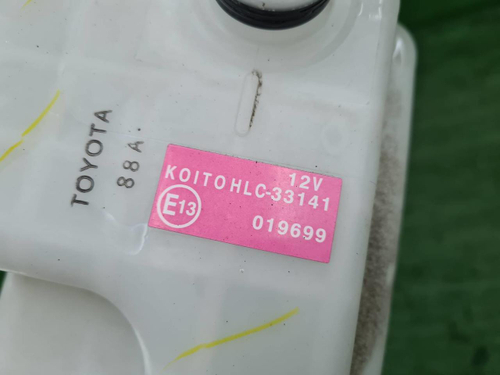 TOYOTA
88A.
12V
KOITO HLC-33141
E13
019699